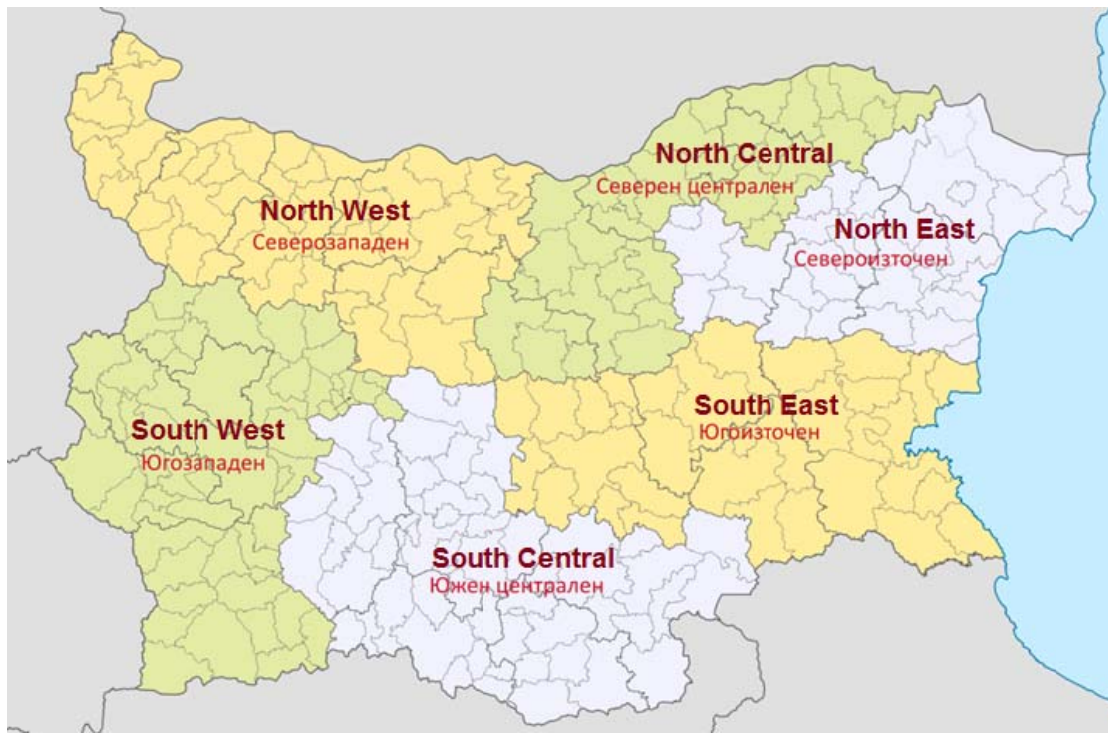 North Central
Северен централен
North West
Северозападен
North East
Североизточен
South East
Югоизточен
South West
Югозападен
South Central
Южен централен